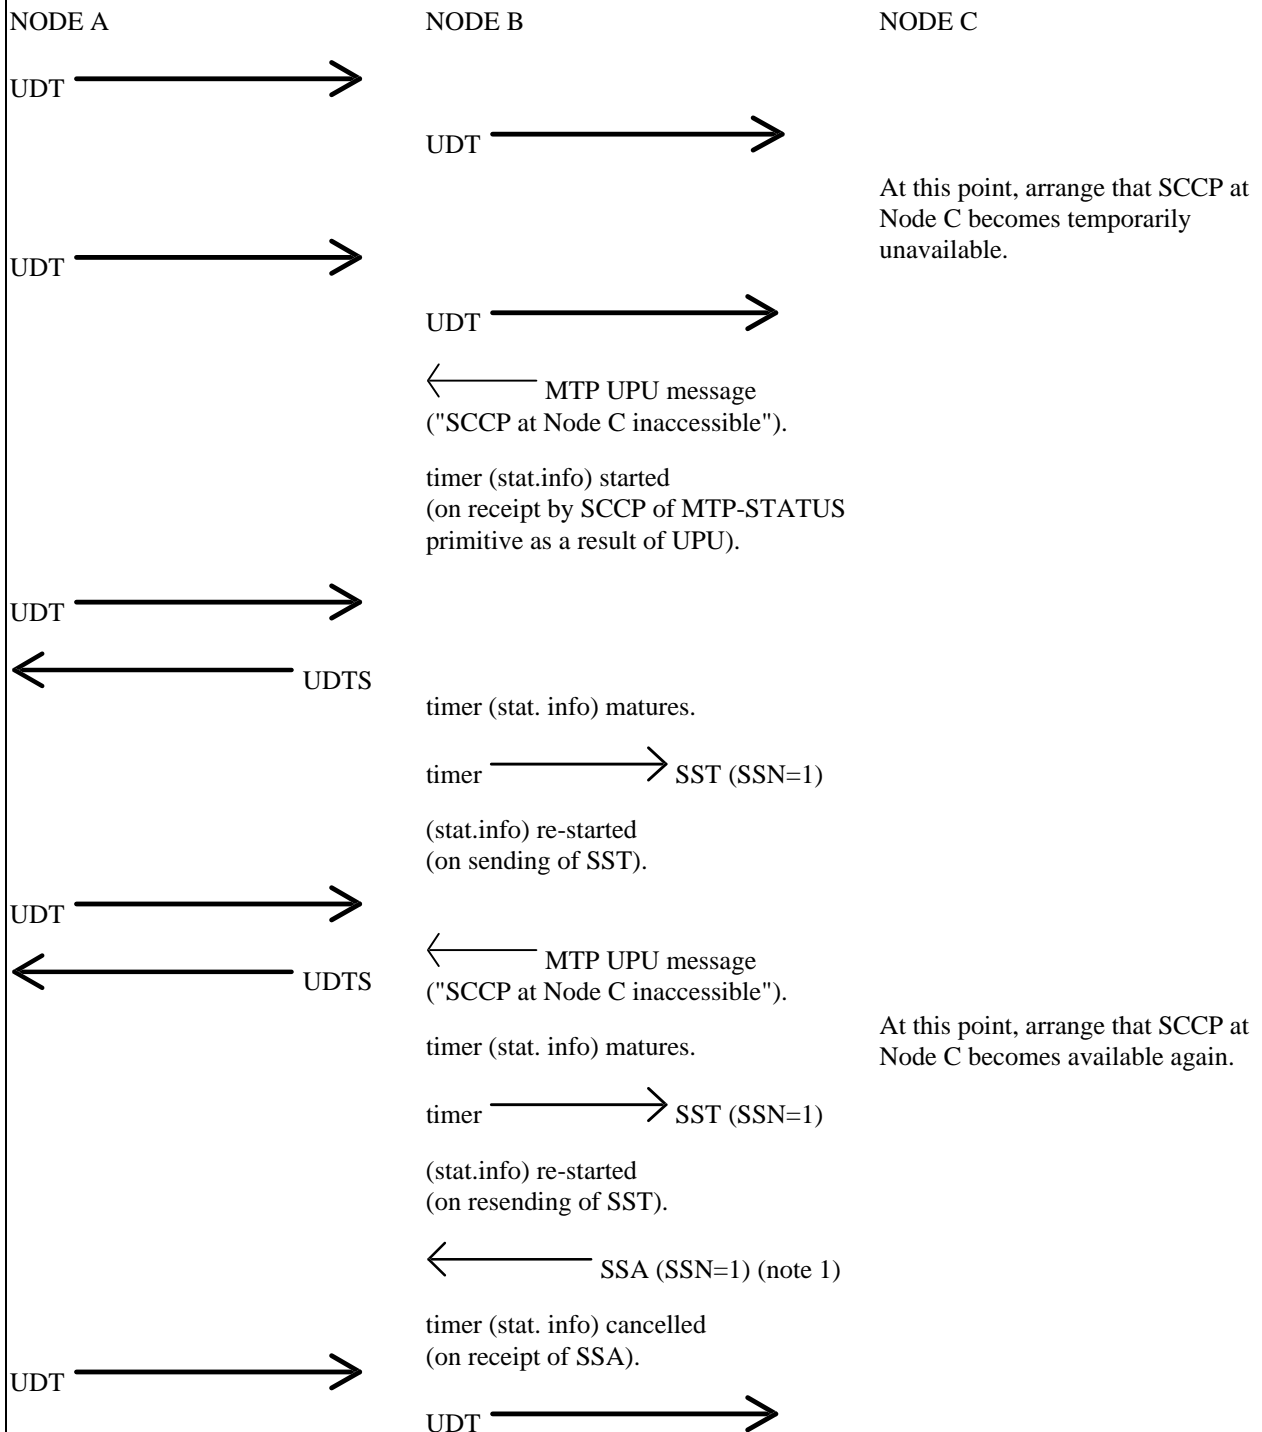 NODE A
NODE B
NODE C
UDT
UDT
At this point, arrange that SCCP at
Node C becomes temporarily
unavailable.
UDT
UDT
MTP UPU message
("SCCP at Node C inaccessible").
timer (stat.info) started
(on receipt by SCCP of MTP-STATUS
primitive as a result of UPU).
UDT
UDTS
timer (stat. info) matures.
timer
SST (SSN=1)
(stat.info) re-started
(on sending of SST).
UDT
MTP UPU message
UDTS
("SCCP at Node C inaccessible").
At this point, arrange that SCCP at
Node C becomes available again.
timer (stat. info) matures.
timer
SST (SSN=1)
(stat.info) re-started
(on resending of SST).
SSA (SSN=1) (note 1)
timer (stat. info) cancelled
(on receipt of SSA).
UDT
UDT